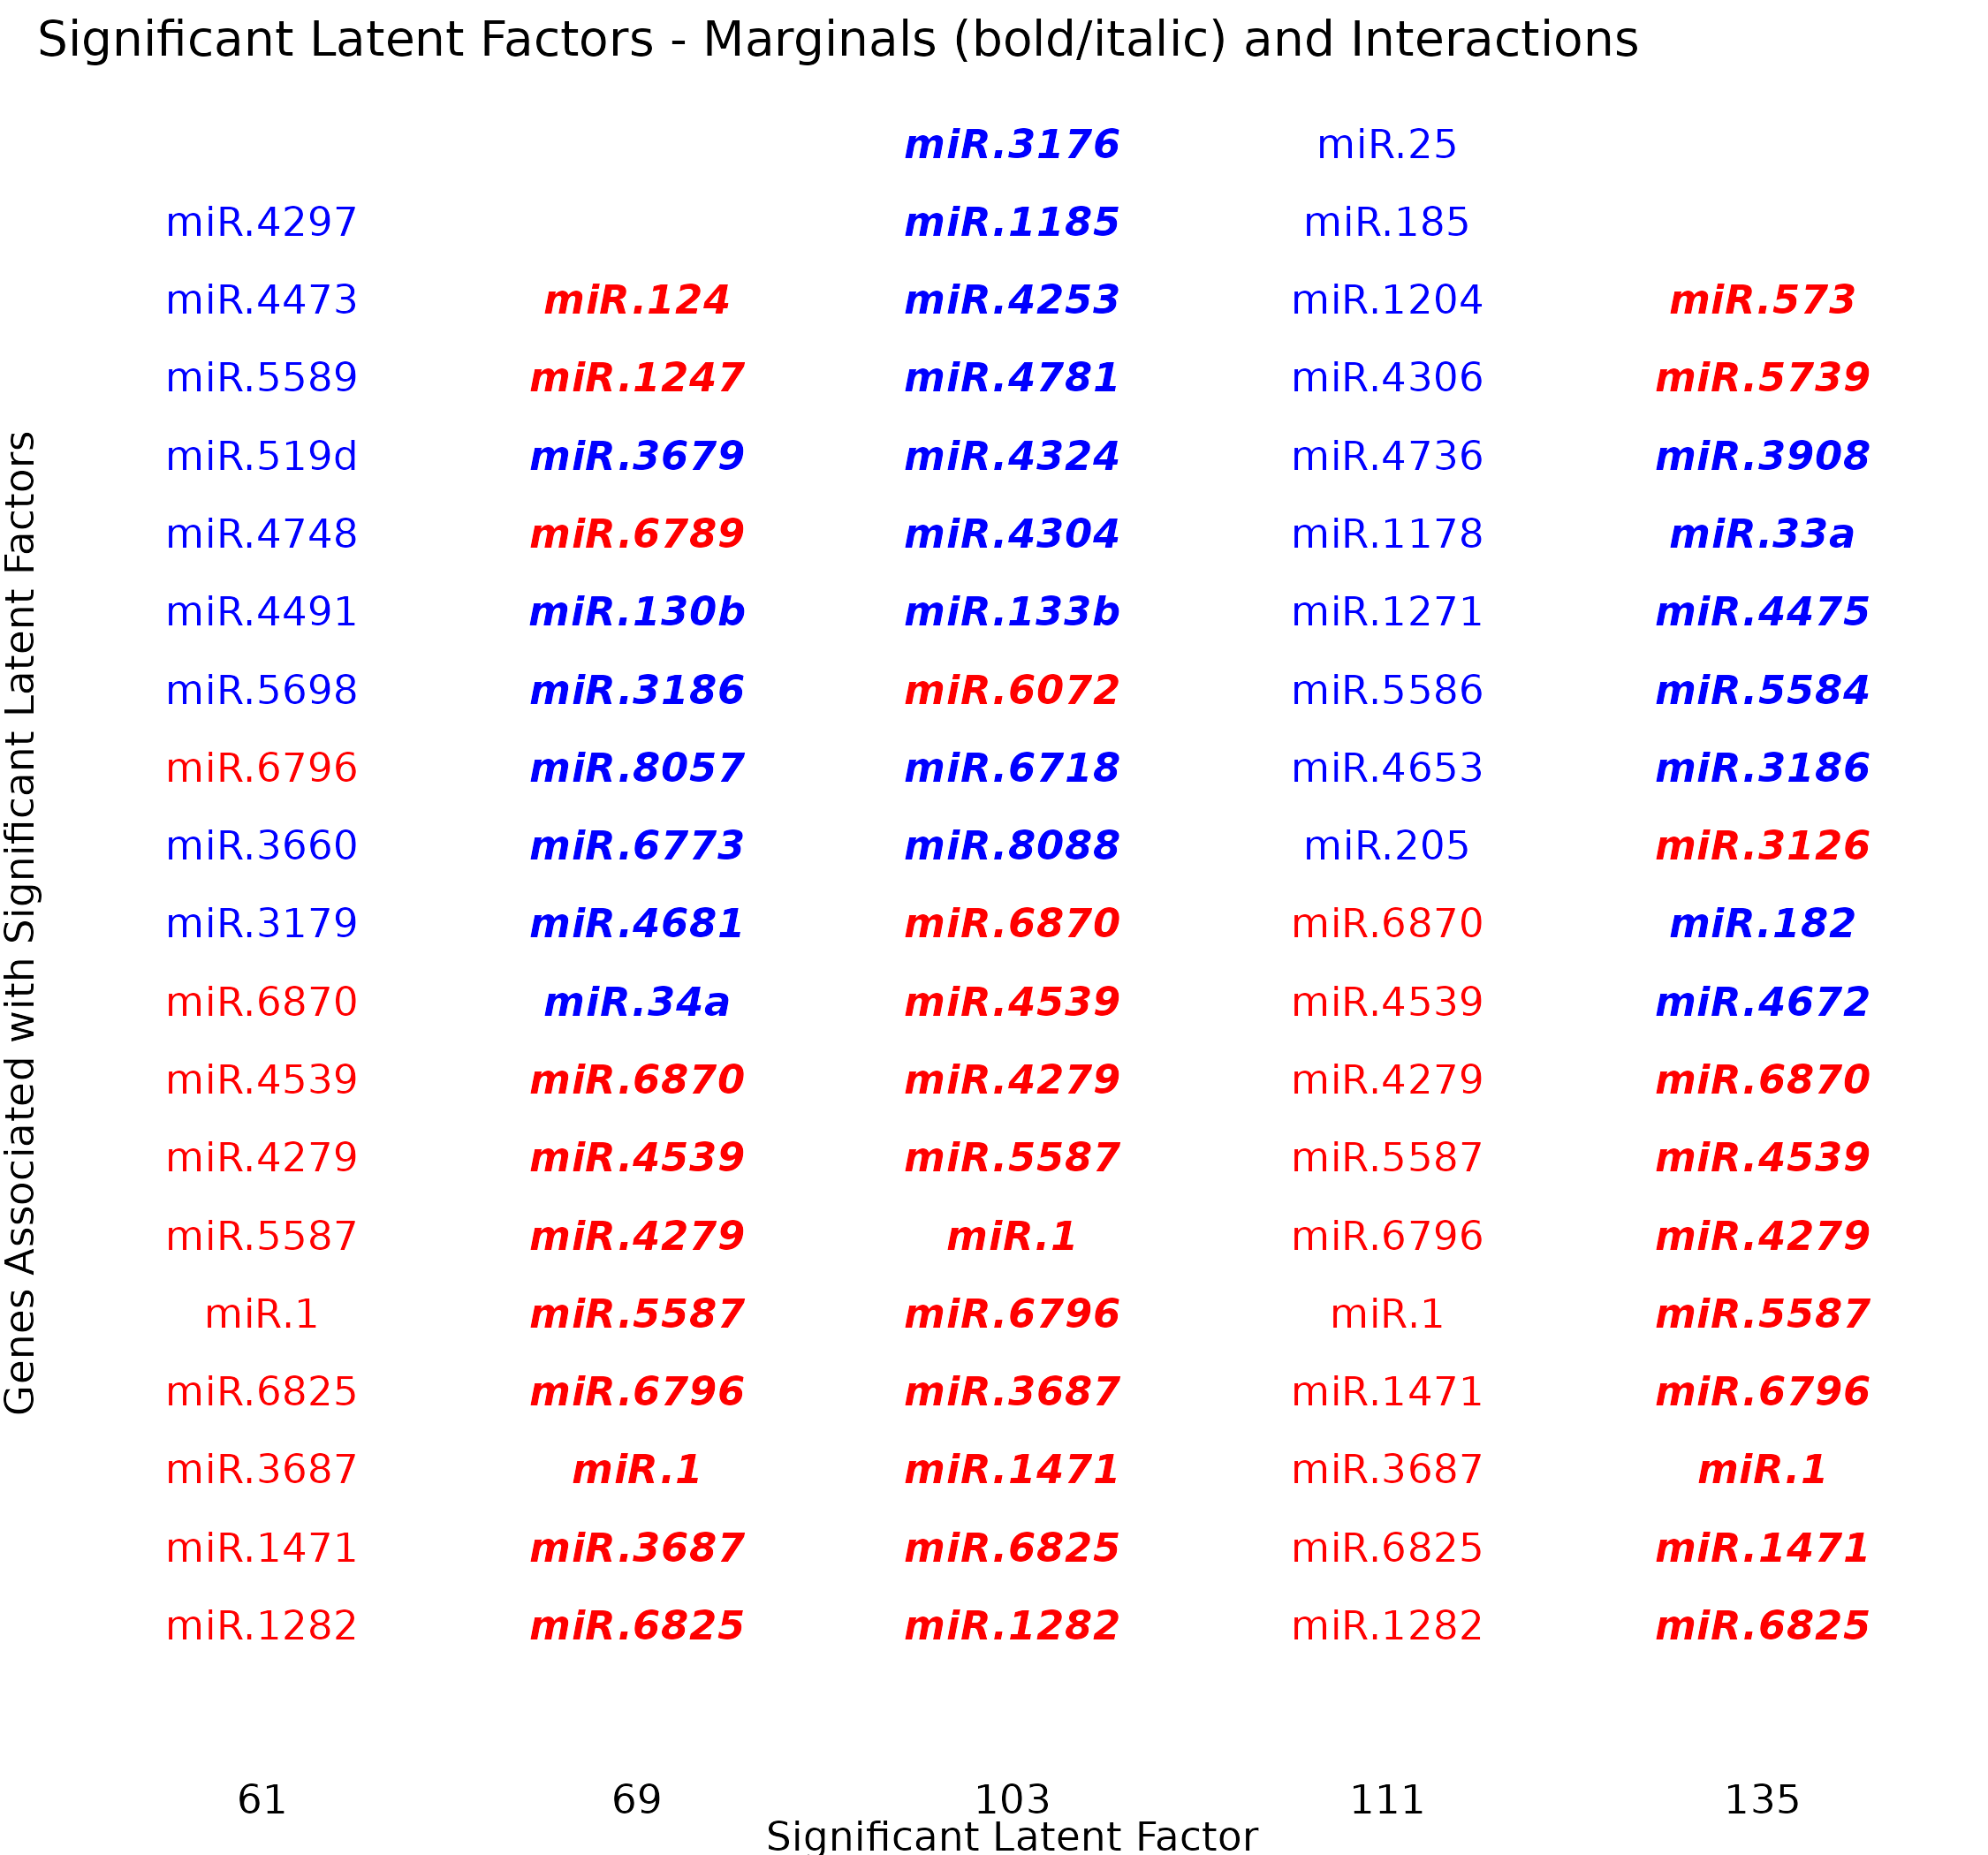 Significant Latent Factors - Marginals (bold/italic) and Interactions
Genes Associated with Significant Latent Factors
miR.3176 miR.25
miR.4297 miR.1185 miR.185
miR.4473 miR.124 miR.4253 miR.1204 miR.573
miR.5589 miR.1247 miR.4781 miR.4306 miR.5739
miR.519d miR.3679 miR.4324 miR.4736 miR.3908
miR.4748 miR.6789 miR.4304 miR.1178 miR.33a
miR.4491 miR.130b miR.133b miR.1271 miR.4475
miR.5698 miR.3186 miR.6072 miR.5586 miR.5584
miR.6796 miR.8057 miR.6718 miR.4653 miR.3186
miR.3660 miR.6773 miR.8088 miR.205 miR.3126
miR.3179 miR.4681 miR.6870 miR.6870 miR.182
miR.6870 miR.34a miR.4539 miR.4539 miR.4672
miR.4539 miR.6870 miR.4279 miR.4279 miR.6870
miR.4279 miR.4539 miR.5587 miR.5587 miR.4539
miR.5587 miR.4279 miR.1 miR.6796 miR.4279
miR.1 miR.5587 miR.6796 miR.1 miR.5587
miR.6825 miR.6796 miR.3687 miR.1471 miR.6796
miR.3687 miR.1 miR.1471 miR.3687 miR.1
miR.1471 miR.3687 miR.6825 miR.6825 miR.1471
miR.1282 miR.6825 miR.1282 miR.1282 miR.6825
61 69 103 111 135
Significant Latent Factor